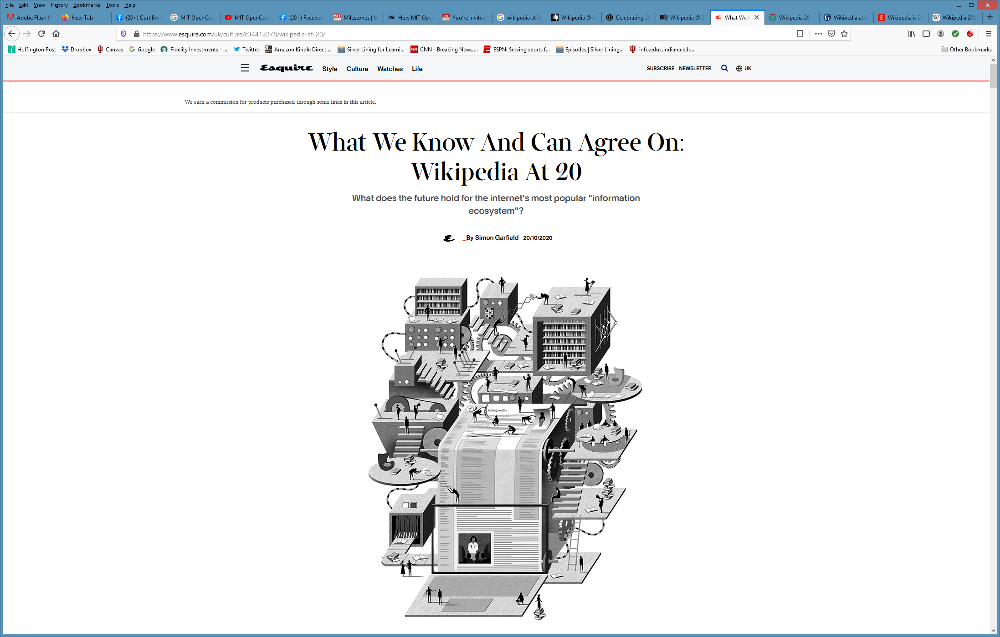 File Edit View History Bookmarks Tools Help
Adobe Flash P
New Tab
(20+) Curt Bon
MIT OpenCou
MIT OpenCou
(20+) Faceboo
Milestones | M
How MIT Ope
You're Invited!
wikipedia at 20
Wikipedia @ 20
Celebrating 20
Wikipedia @ 20
What We K
Wikipedia 20 -
Wikipedia at 20
Wikipedia is 20
Wikipedia:20th
https://www.esquire.com/uk/culture/a34412278/wikipedia-at-20/
Huffington Post Dropbox Canvas Google Fidelity Investments - ... Twitter Amazon Kindle Direct ... Silver Lining for Learni... CNN - Breaking News,... ESPN: Serving sports f... Episodes | Silver Lining... info.educ.indiana.edu... Other Bookmarks
Esquire Style Culture Watches Life SUBSCRIBE NEWSLETTER UK
We earn a commission for products purchased through some links in this article.
What We Know And Can Agree On:
Wikipedia At 20
What does the future hold for the internet's most popular "information
ecosystem"?
_By Simon Garfield 20/10/2020
Wikipedia